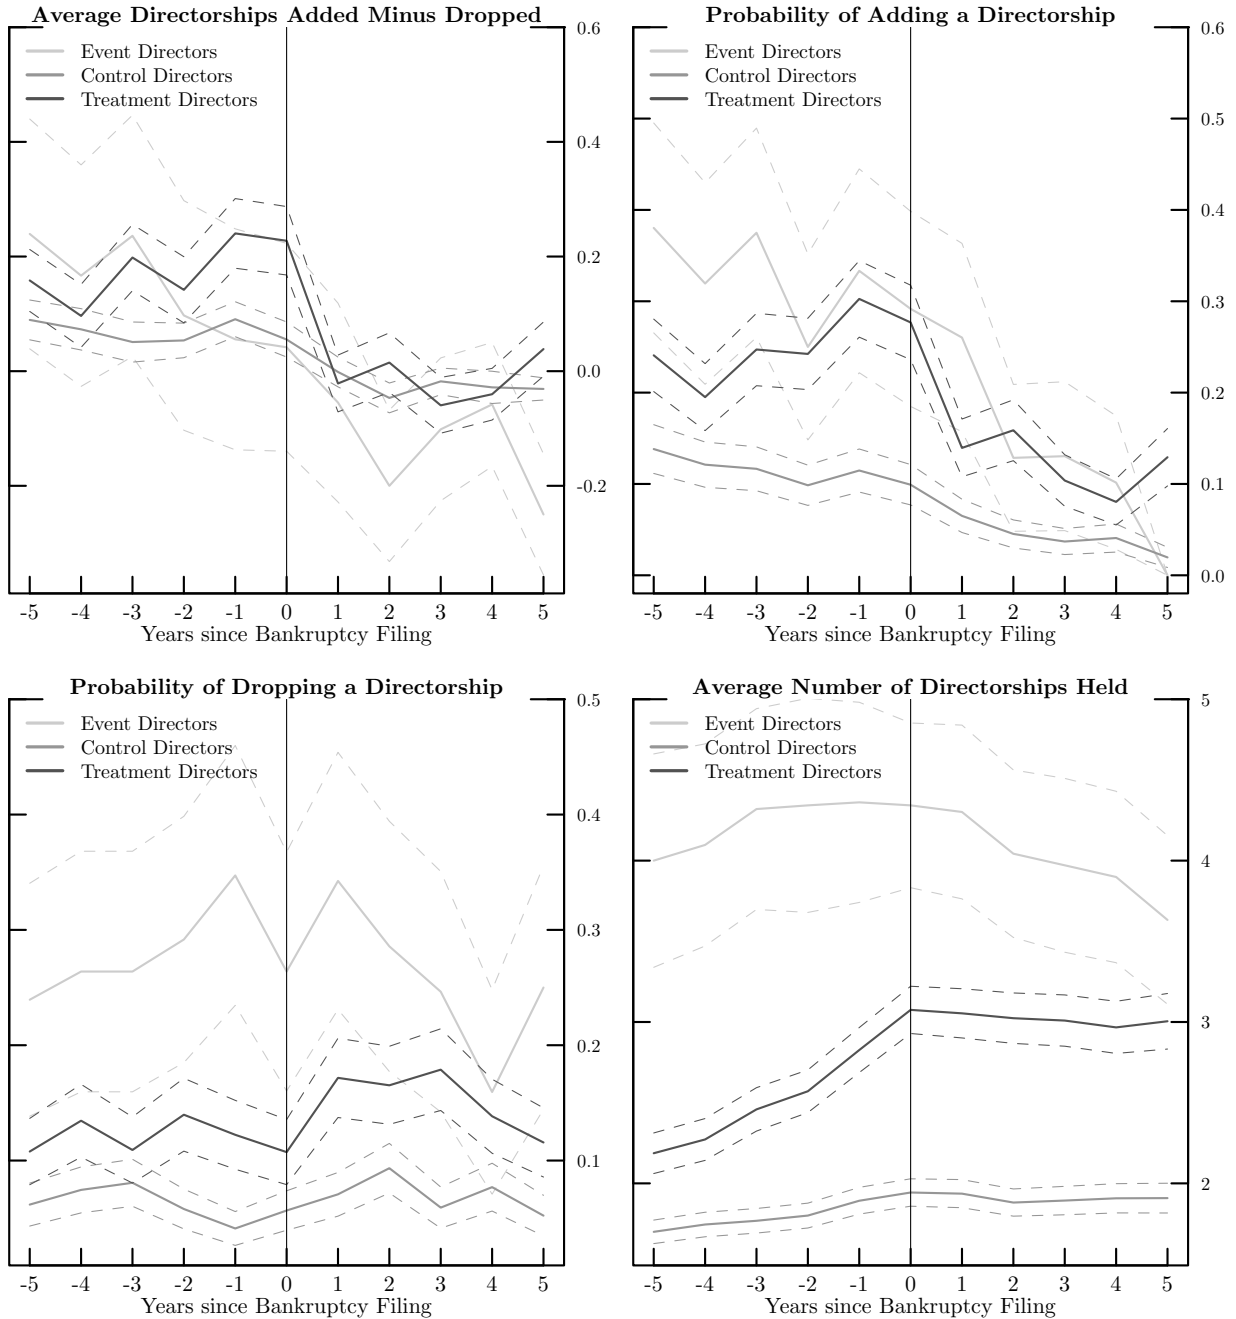 Average Directorships Added Minus Dropped
Event Directors
Control Directors
Treatment Directors
0.6
0.4
0.2
0.0
-0.2
-5 -4 -3 -2 -1 0 1 2 3 4 5
Years since Bankruptcy Filing
Probability of Adding a Directorship
Event Directors
Control Directors
Treatment Directors
0.6
0.5
0.4
0.3
0.2
0.1
0.0
-5 -4 -3 -2 -1 0 1 2 3 4 5
Years since Bankruptcy Filing
Probability of Dropping a Directorship
Event Directors
Control Directors
Treatment Directors
0.5
0.4
0.3
0.2
0.1
-5 -4 -3 -2 -1 0 1 2 3 4 5
Years since Bankruptcy Filing
Average Number of Directorships Held
Event Directors
Control Directors
Treatment Directors
5
4
3
2
-5 -4 -3 -2 -1 0 1 2 3 4 5
Years since Bankruptcy Filing